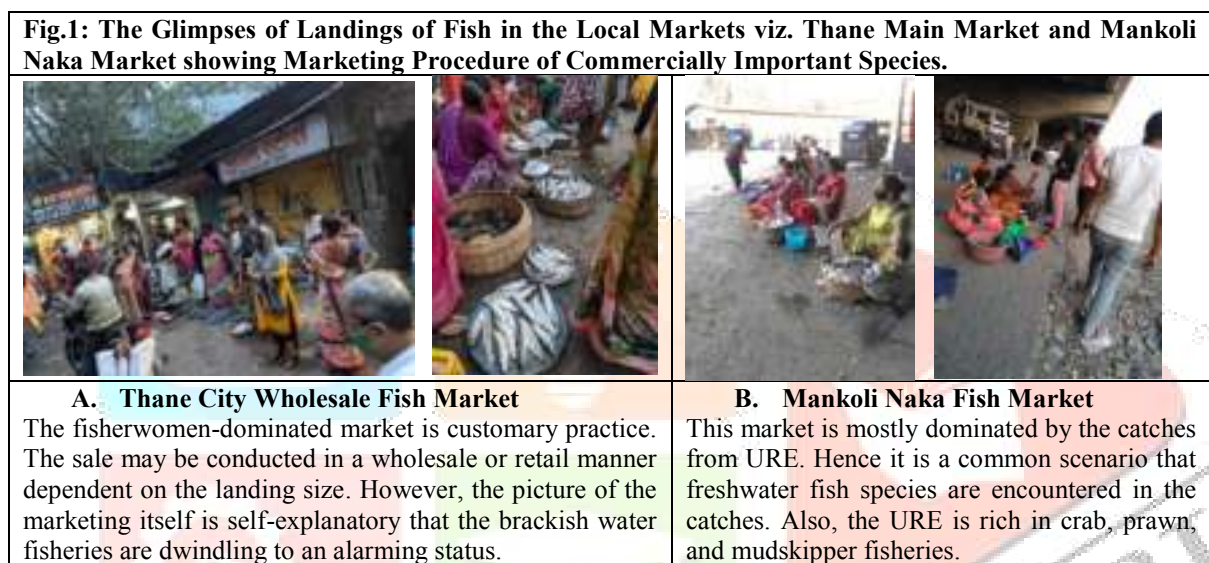 Fig.1: The Glimpses of Landings of Fish in the Local Markets viz. Thane Main Market and Mankoli
Naka Market showing Marketing Procedure of Commercially Important Species.
A. Thane City Wholesale Fish Market
The fisherwomen-dominated market is customary practice.
The sale may be conducted in a wholesale or retail manner
dependent on the landing size. However, the picture of the
marketing itself is self-explanatory that the brackish water
fisheries are dwindling to an alarming status.
B. Mankoli Naka Fish Market
This market is mostly dominated by the catches
from URE. Hence it is a common scenario that
freshwater fish species are encountered in the
catches. Also, the URE is rich in crab, prawn,
and mudskipper fisheries.